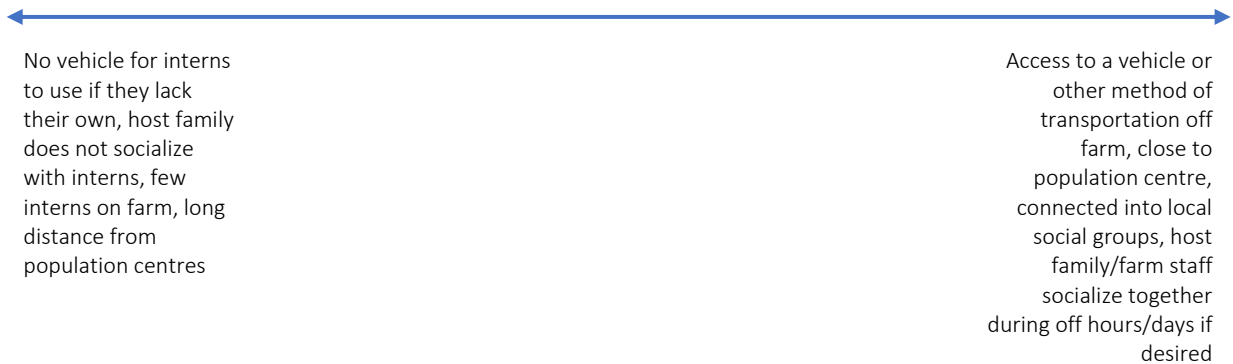 No vehicle for interns
to use if they lack
their own, host family
does not socialize
with interns, few
interns on farm, long
distance from
population centres
Access to a vehicle or
other method of
transportation off
farm, close to
population centre,
connected into local
social groups, host
family/farm staff
socialize together
during off hours/days if
desired